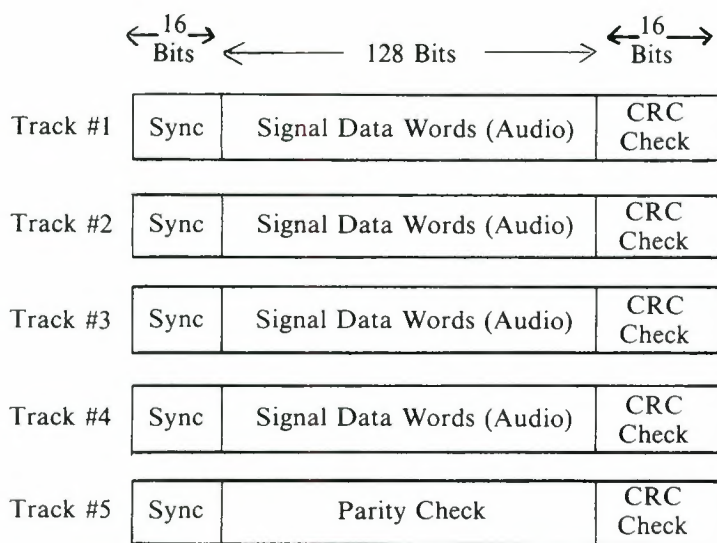 16 Bits
128 Bits
16 Bits
Track #1 Sync Signal Data Words (Audio) CRC Check
Track #2 Sync Signal Data Words (Audio) CRC Check
Track #3 Sync Signal Data Words (Audio) CRC Check
Track #4 Sync Signal Data Words (Audio) CRC Check
Track #5 Sync Parity Check CRC Check